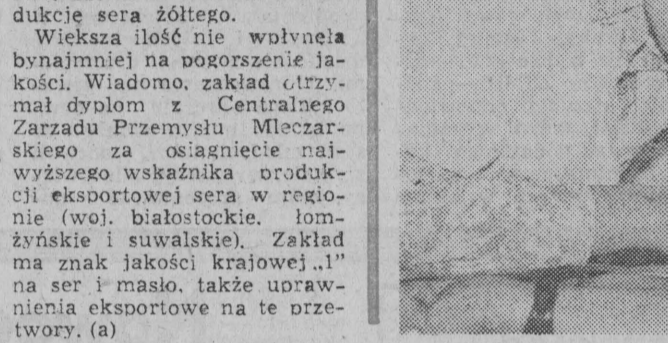 dukcję sera żółtego.
Większa ilość nie wpłynęła
bynajmniej na pogorszenie ja-
kości. Wiadomo, zakład otrzy-
mał dyplom z Centralnego
Zarządu Przemysłu Mleczar-
skiego za osiągnięcie naj-
wyższego wskaźnika produk-
cji eksportowej sera w regio-
nie (woj. białostockie, łom-
żyńskie i suwalskie). Zakład
ma znak jakości krajowej „1”
na ser i masło, także upraw-
nienia eksportowe na te prze-
twory. (a)